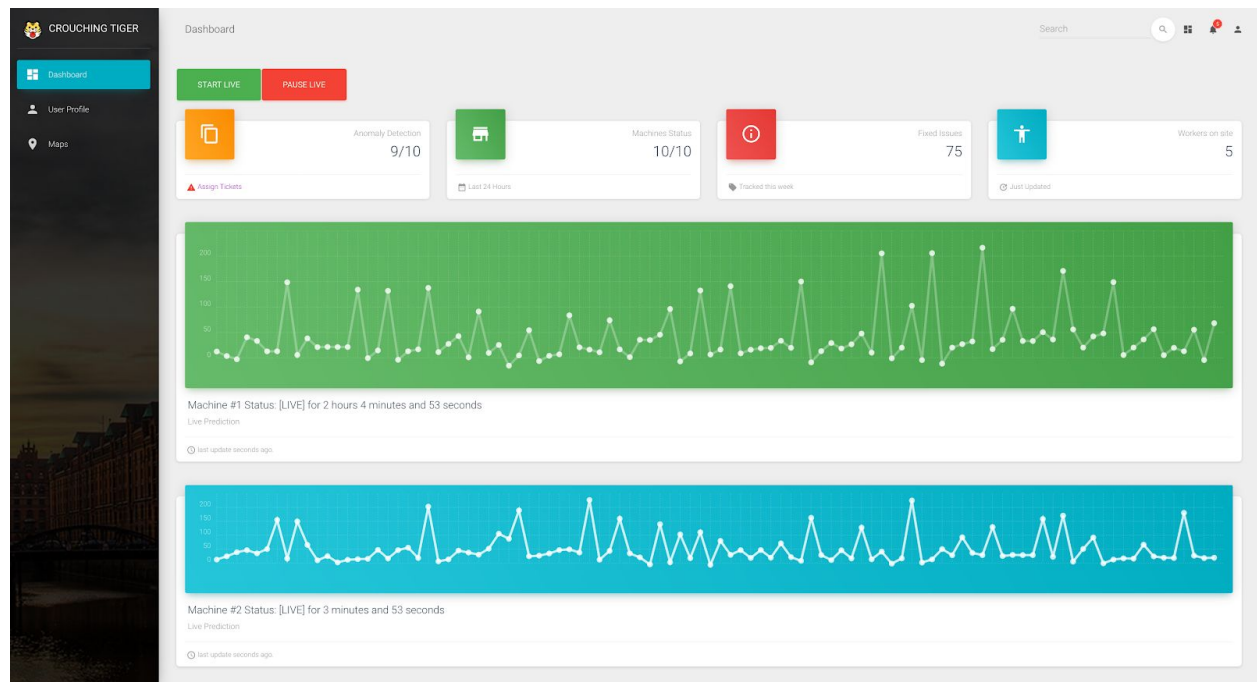 CROUCHING TIGER
Dashboard
User Profile
Maps
Dashboard
Search
START LIVE
PAUSE LIVE
Anomaly Detection
9/10
Assign Tickets
Machines Status
10/10
Last 24 Hours
Fixed Issues
75
Tracked this week
Workers on site
5
Just Updated
200
150
100
50
0
Machine #1 Status: [LIVE] for 2 hours 4 minutes and 53 seconds
Live Prediction
last update seconds ago.
200
150
100
50
0
Machine #2 Status: [LIVE] for 3 minutes and 53 seconds
Live Prediction
last update seconds ago.